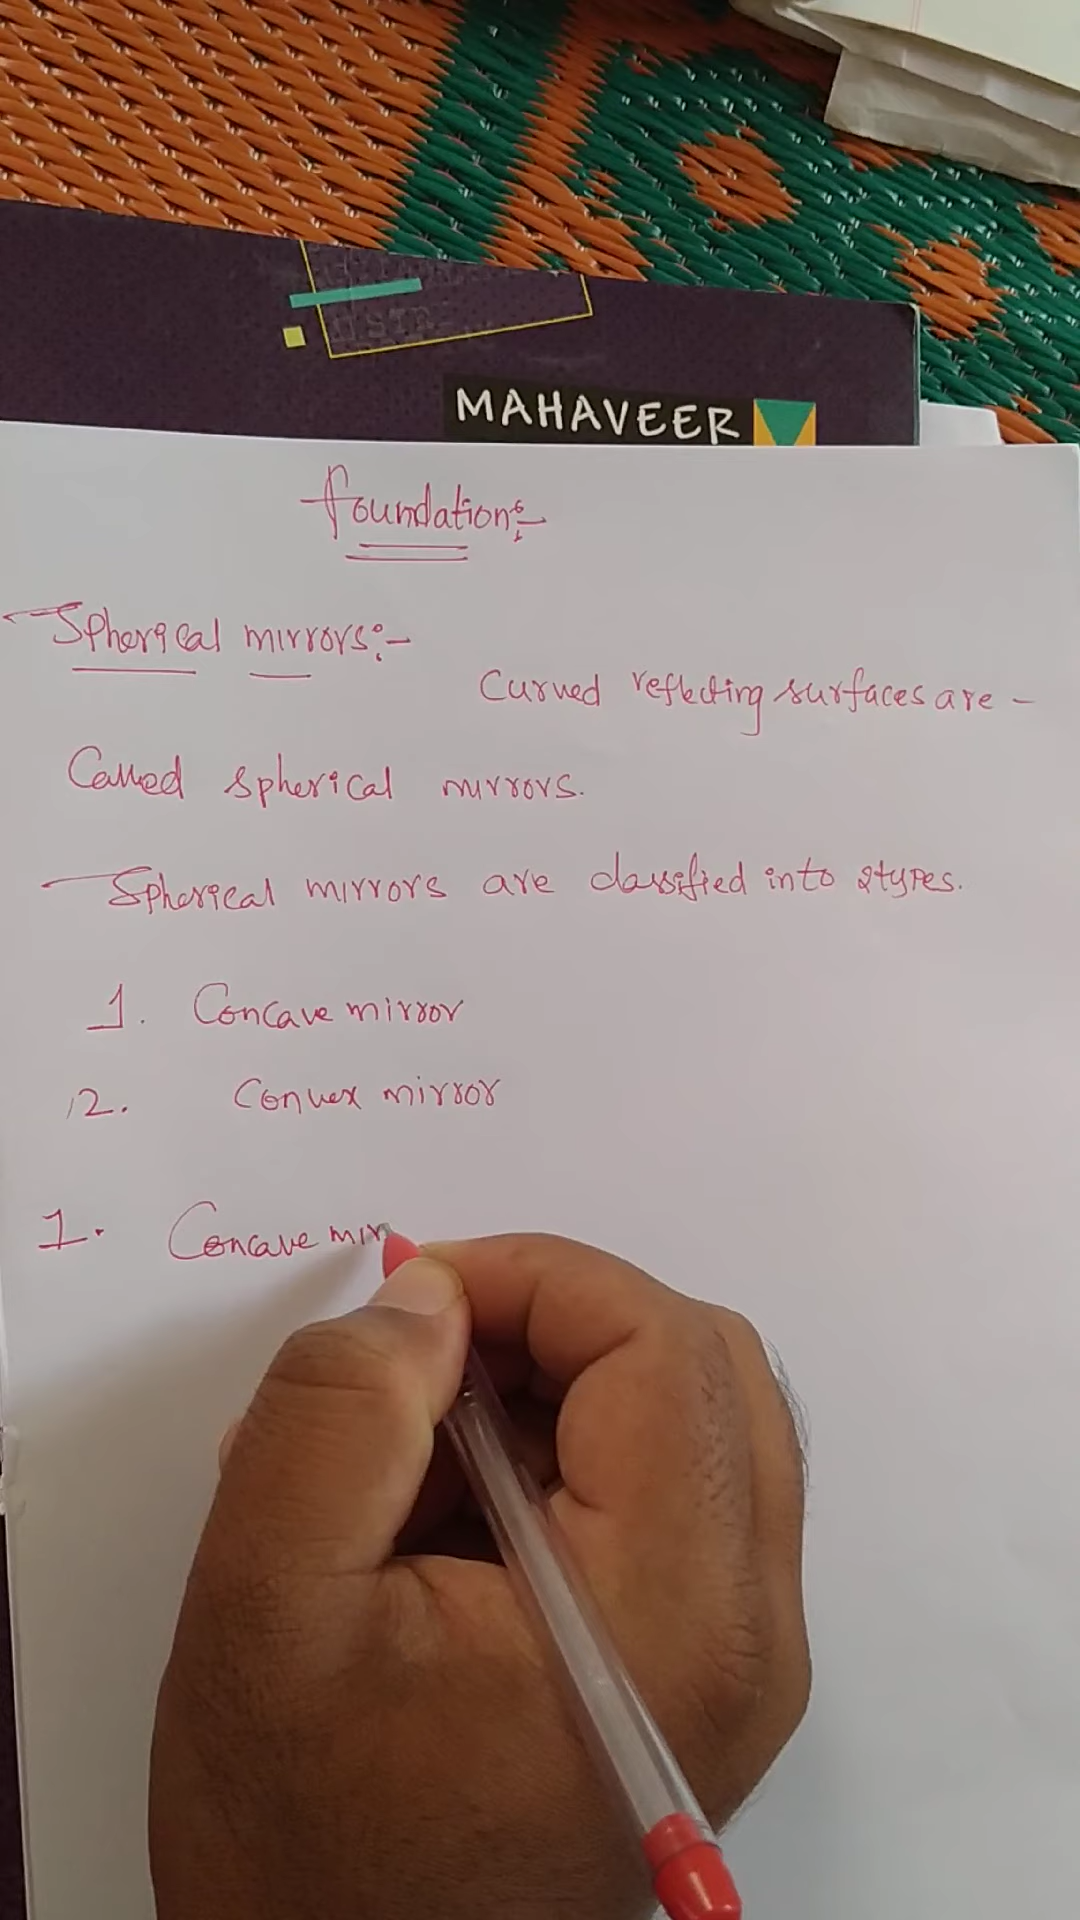 MAHAVEER
foundation:-
Spherical mirrors:-
Curved reflecting surfaces are -
Called spherical mirrors.
Spherical mirrors are classified into 2types.
1. Concave mirror
2. Convex mirror
1. Concave mir